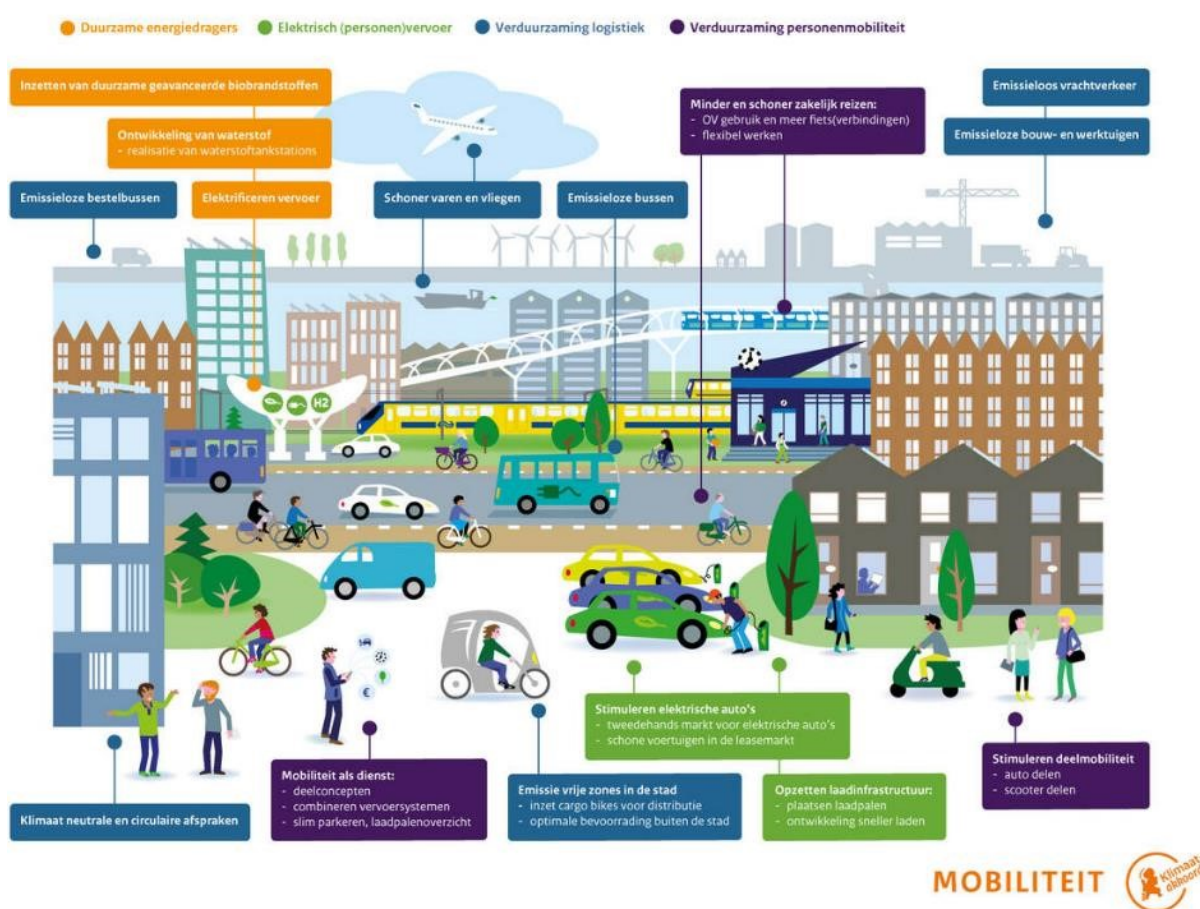 Duurzame energiedragers
Elektrisch (personen)vervoer
Verduurzaming logistiek
Verduurzaming personenmobiliteit
Inzetten van duurzame geavanceerde biobrandstoffen
Ontwikkeling van waterstof
- realisatie van waterstoftankstations
Elektrificeren vervoer
Emissieloze bestelbussen
Schoner varen en vliegen
Emissieloze bussen
Minder en schoner zakelijk reizen:
- OV gebruik en meer fiets(verbindingen)
- flexibel werken
Emissieloos vrachtverkeer
Emissieloze bouw- en werktuigen
H2
€
Klimaat neutrale en circulaire afspraken
Mobiliteit als dienst:
- deelconcepten
- combineren vervoersystemen
- slim parkeren, laadpalenoverzicht
Emissie vrije zones in de stad
- inzet cargo bikes voor distributie
- optimale bevoorrading buiten de stad
Stimuleren elektrische auto's
- tweedehands markt voor elektrische auto's
- schone voertuigen in de leasemarkt
Opzetten laadinfrastructuur:
- plaatsen laadpalen
- ontwikkeling sneller laden
Stimuleren deelmobiliteit
- auto delen
- scooter delen
MOBILITEIT
Klimaat
akkoord